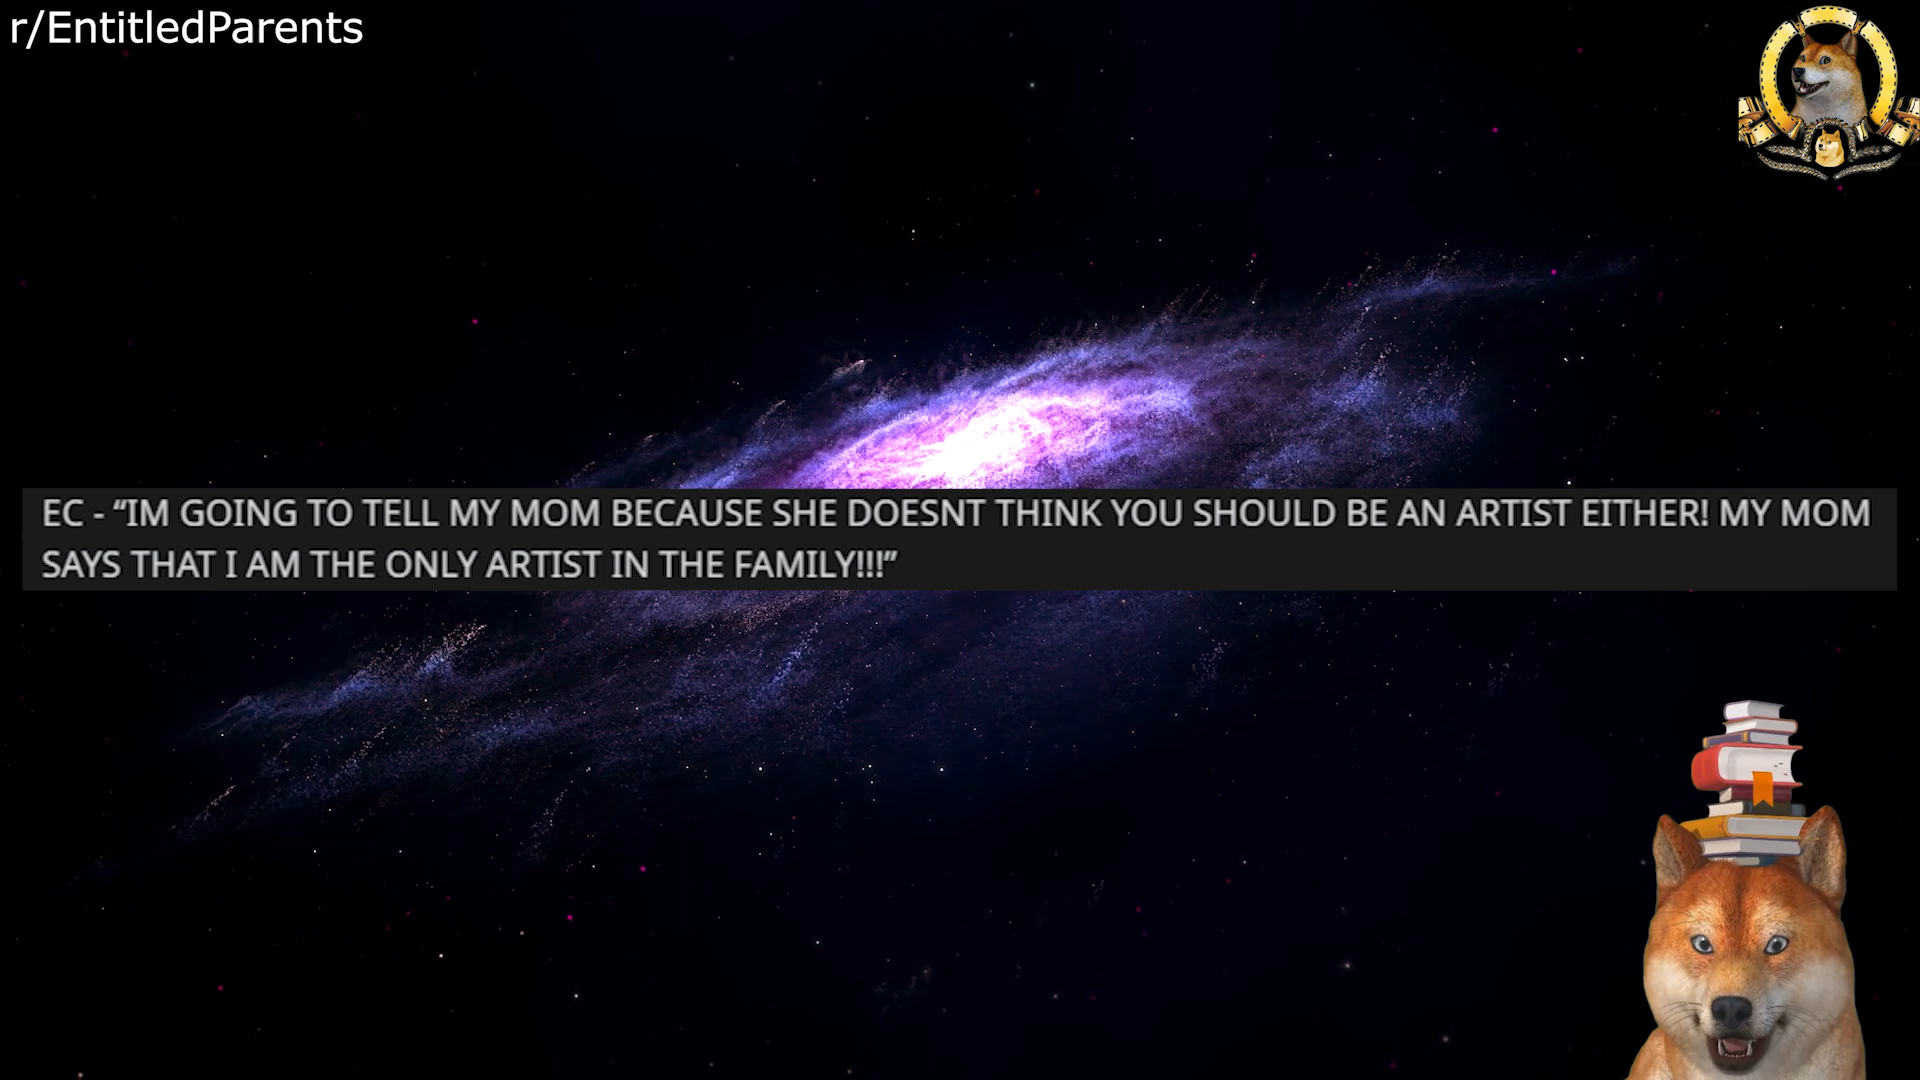 r/EntitledParents
EC - “IM GOING TO TELL MY MOM BECAUSE SHE DOESNT THINK YOU SHOULD BE AN ARTIST EITHER! MY MOM
SAYS THAT I AM THE ONLY ARTIST IN THE FAMILY!!!”